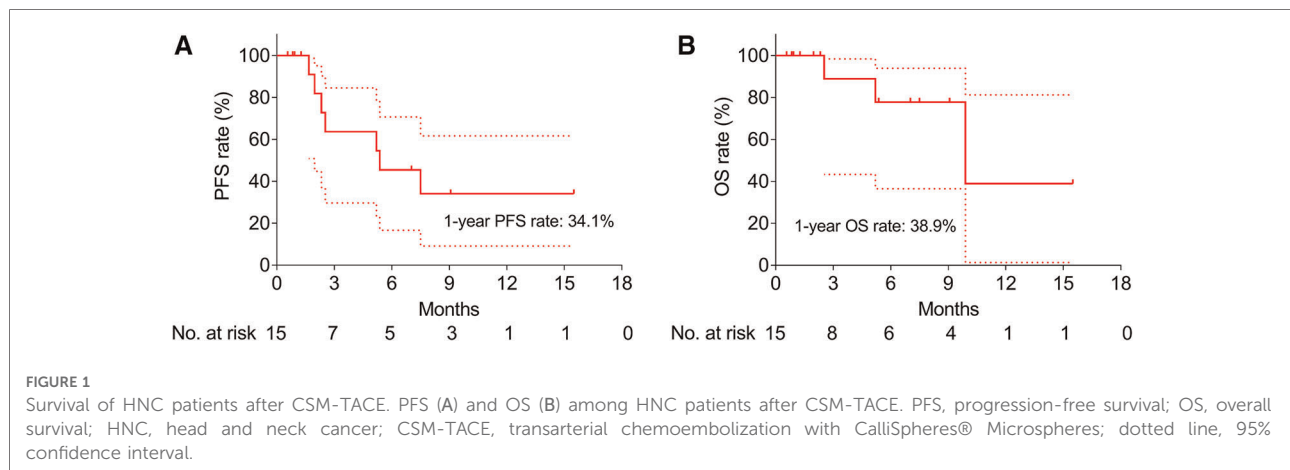 A
PFS rate (%)
100
80
60
40
20
0
1-year PFS rate: 34.1%
0 3 6 9 12 15 18
Months
No. at risk 15 7 5 3 1 1 0
B
OS rate (%)
100
80
60
40
20
0
1-year OS rate: 38.9%
0 3 6 9 12 15 18
Months
No. at risk 15 8 6 4 1 1 0
FIGURE 1
Survival of HNC patients after CSM-TACE. PFS (A) and OS (B) among HNC patients after CSM-TACE. PFS, progression-free survival; OS, overall
survival; HNC, head and neck cancer; CSM-TACE, transarterial chemoembolization with CalliSpheres® Microspheres; dotted line, 95%
confidence interval.